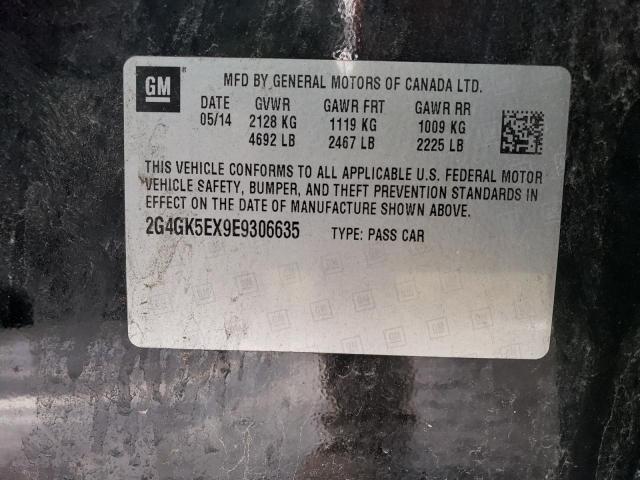 GM ®
MFD BY GENERAL MOTORS OF CANADA LTD.
DATE GVWR GAWR FRT GAWR RR
05/14 2128 KG 1119 KG 1009 KG
4692 LB 2467 LB 2225 LB
THIS VEHICLE CONFORMS TO ALL APPLICABLE U.S. FEDERAL MOTOR
VEHICLE SAFETY, BUMPER, AND THEFT PREVENTION STANDARDS IN
EFFECT ON THE DATE OF MANUFACTURE SHOWN ABOVE.
2G4GK5EX9E9306635 TYPE: PASS CAR